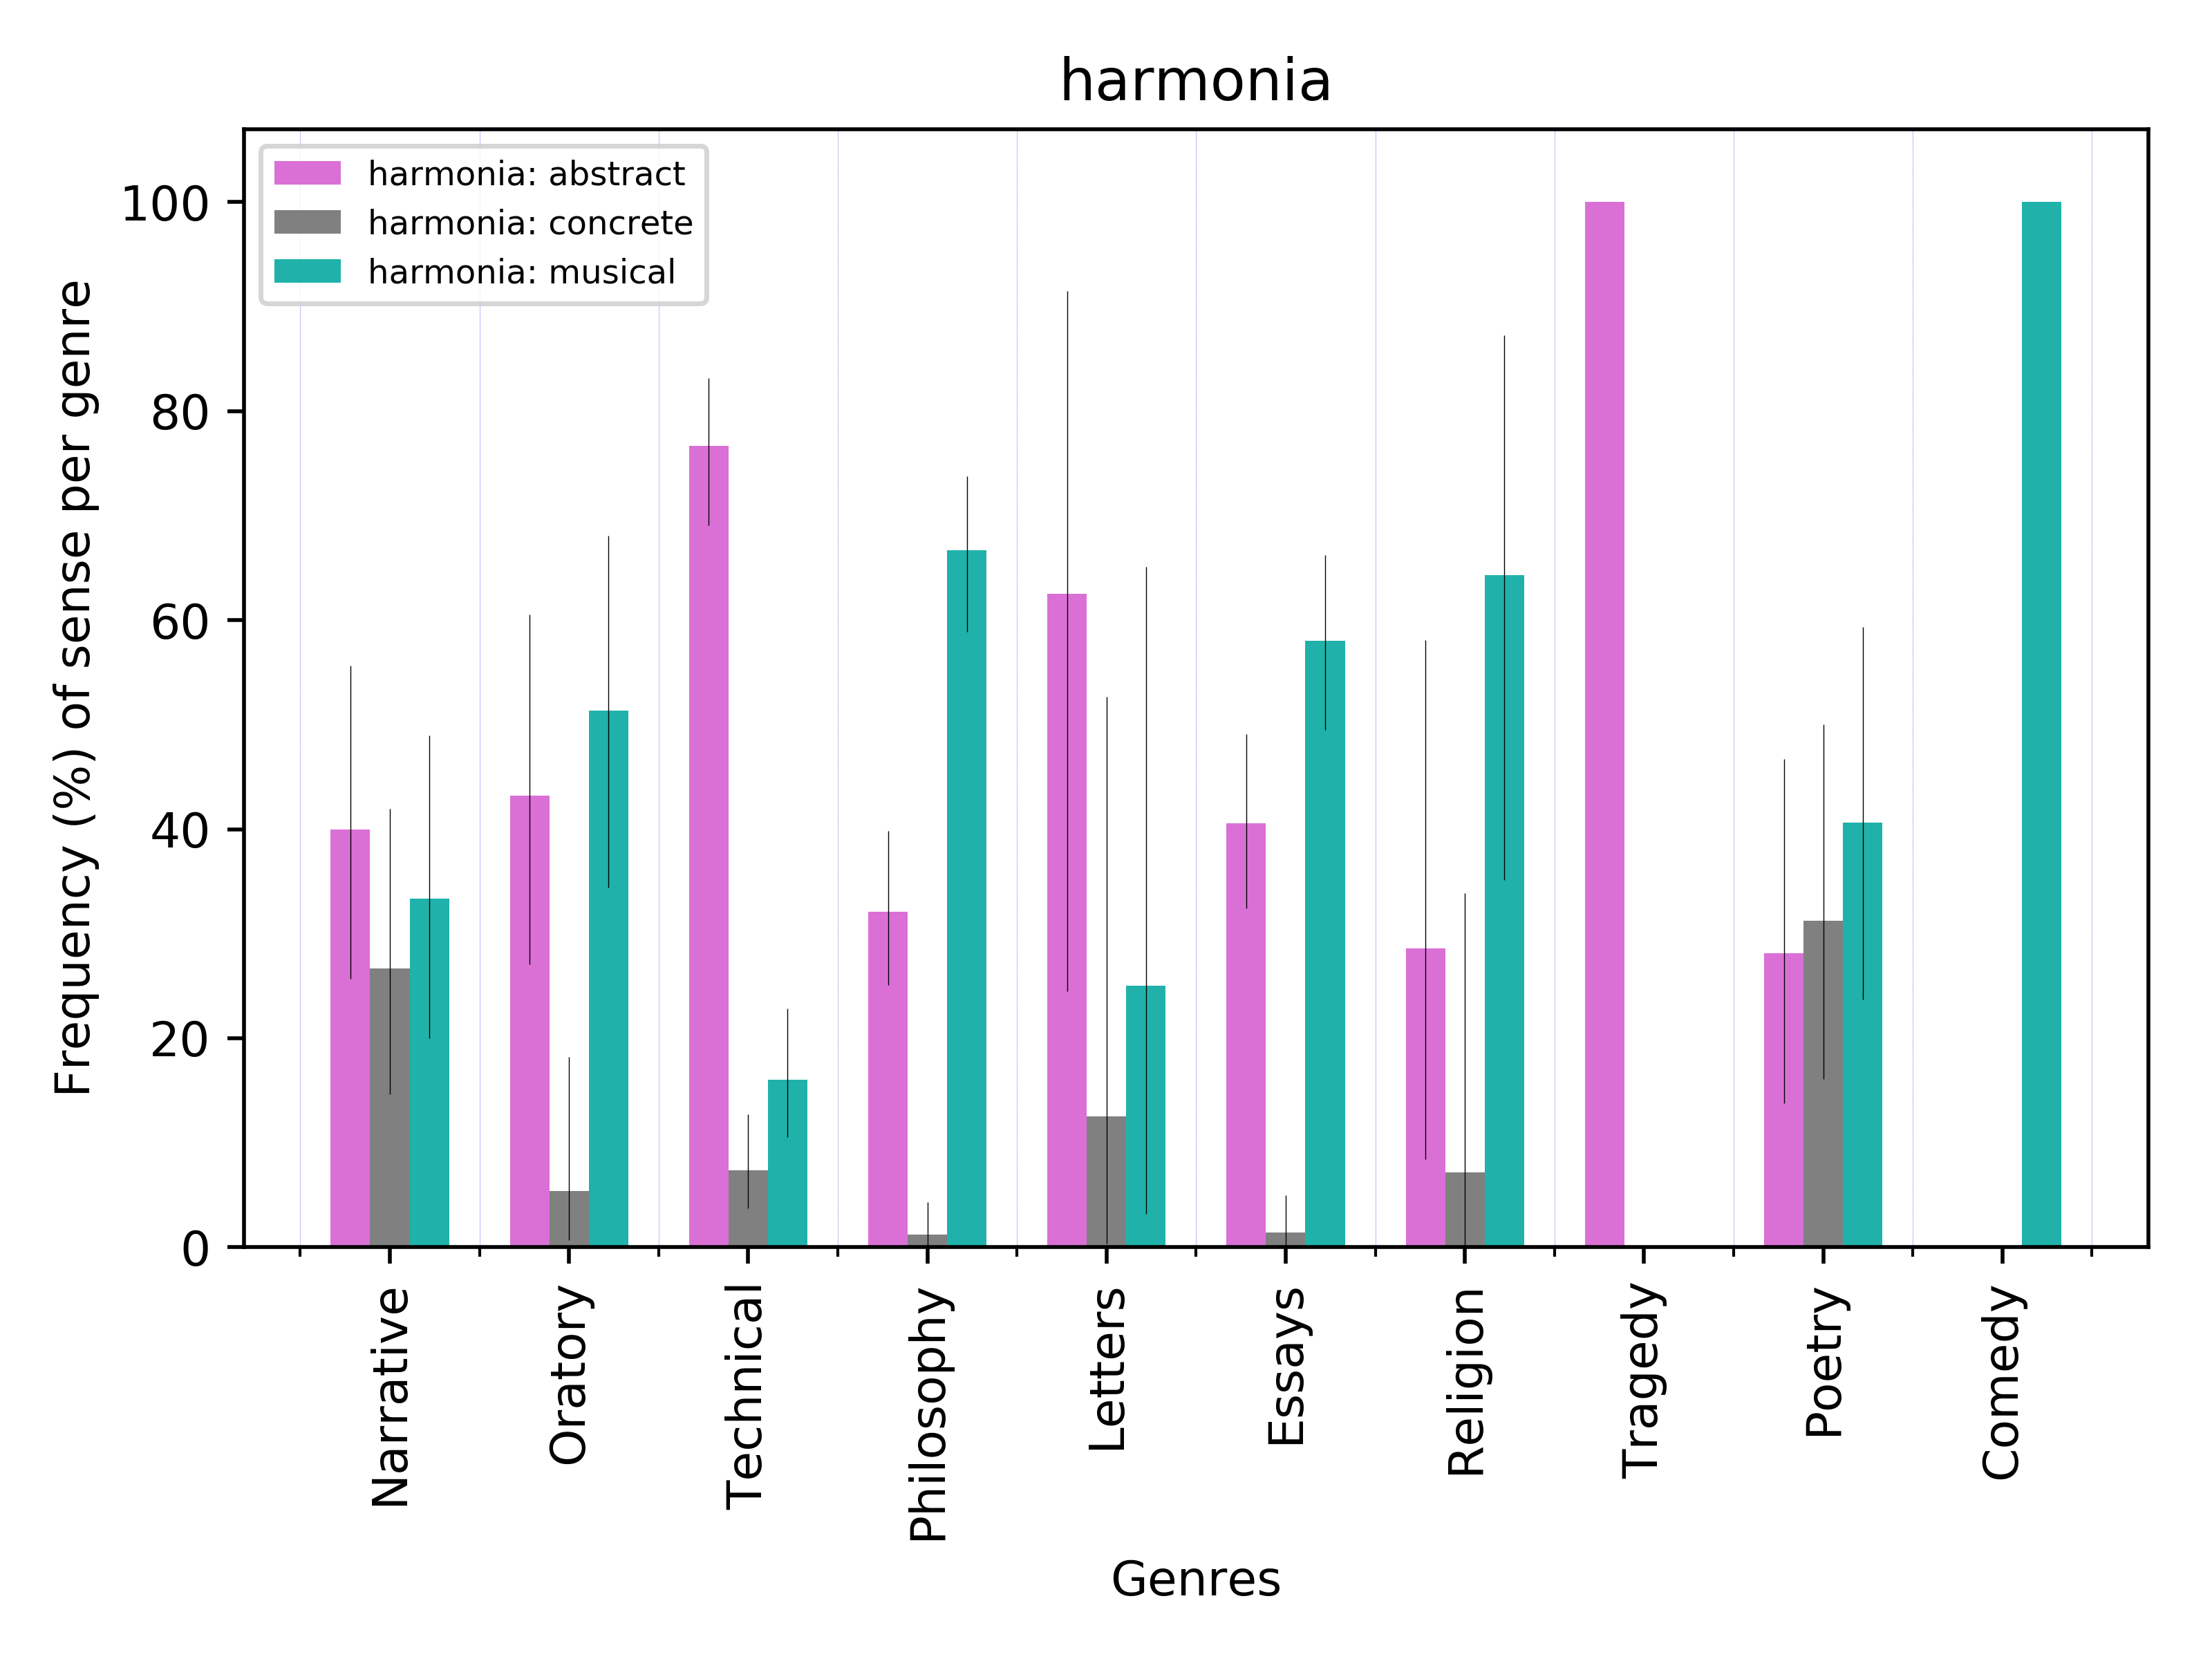 harmonia
harmonia: abstract
harmonia: concrete
harmonia: musical
Frequency (%) of sense per genre
100
80
60
40
20
0
Narrative
Oratory
Technical
Philosophy
Letters
Essays
Religion
Tragedy
Poetry
Comedy
Genres